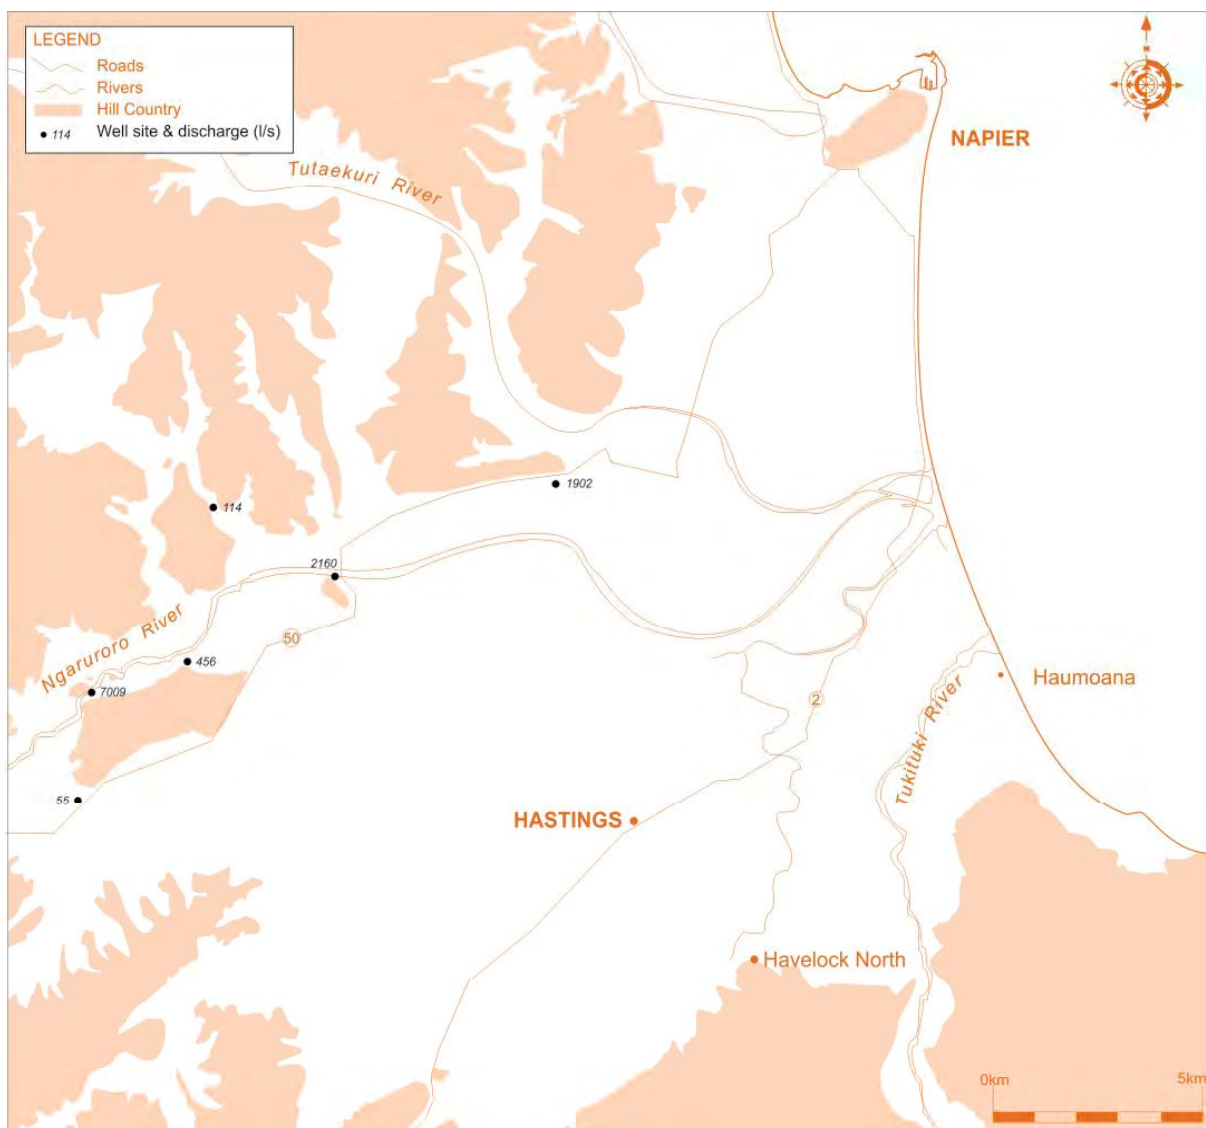 LEGEND
Roads
Rivers
Hill Country
114 Well site & discharge (l/s)
N
NAPIER
Tutaekuri River
1902
114
2160
Ngaruroro River
50
456
7009
2
Haumoana
Tukituki River
55
HASTINGS
Havelock North
0km 5km